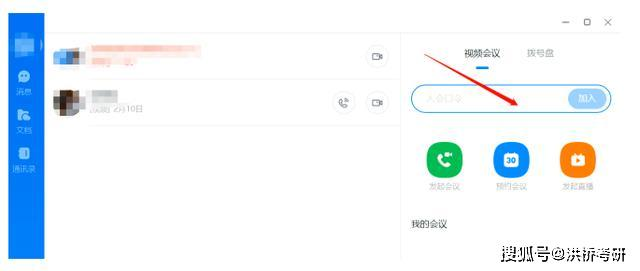 消息
文档
通讯录
2月10日
视频会议
拨号盘
入会口令
加入
30
发起会议
预约会议
发起直播
我的会议
搜狐号@洪桥考研